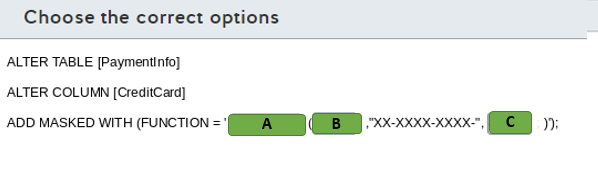 Choose the correct options
ALTER TABLE [PaymentInfo]
ALTER COLUMN [CreditCard]
ADD MASKED WITH (FUNCTION = ' A ( B ,"XX-XXXX-XXXX-", C )');